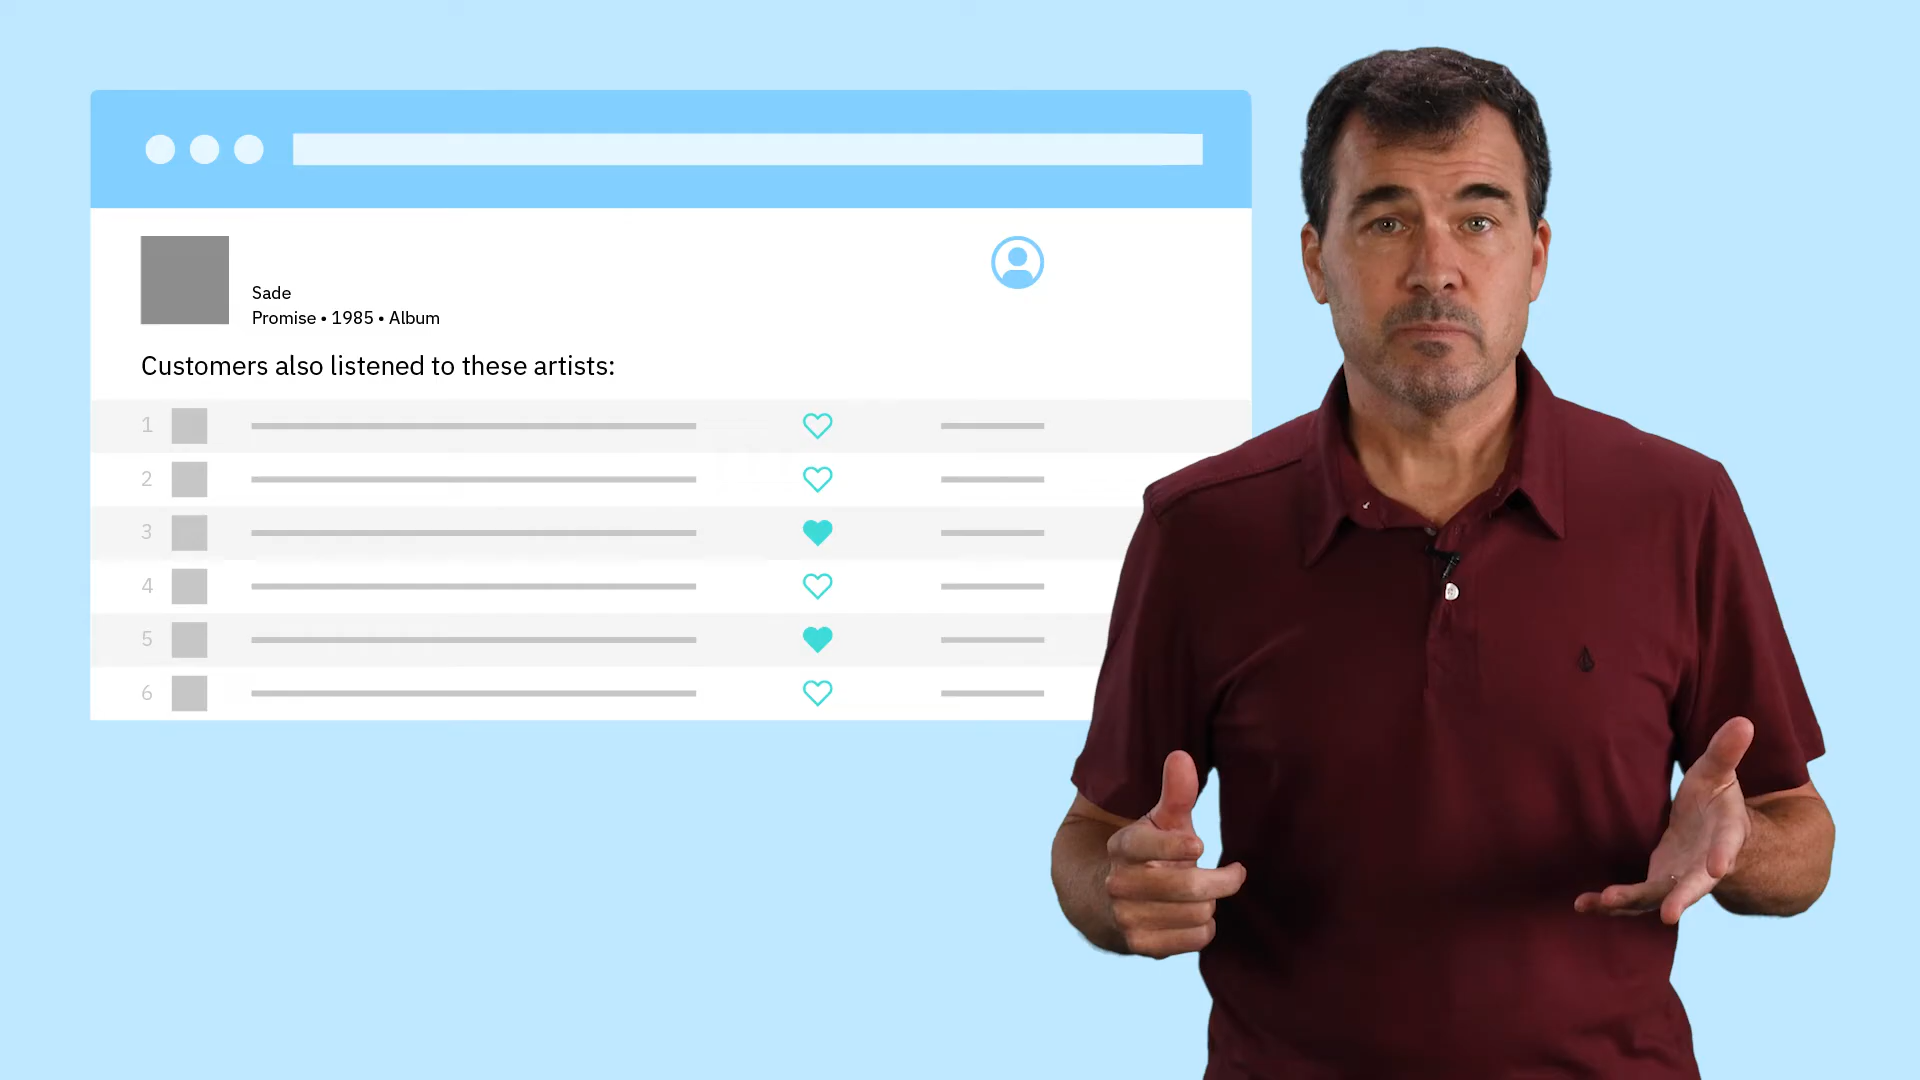 Sade
Promise • 1985 • Album
Customers also listened to these artists:
1
2
3
4
5
6